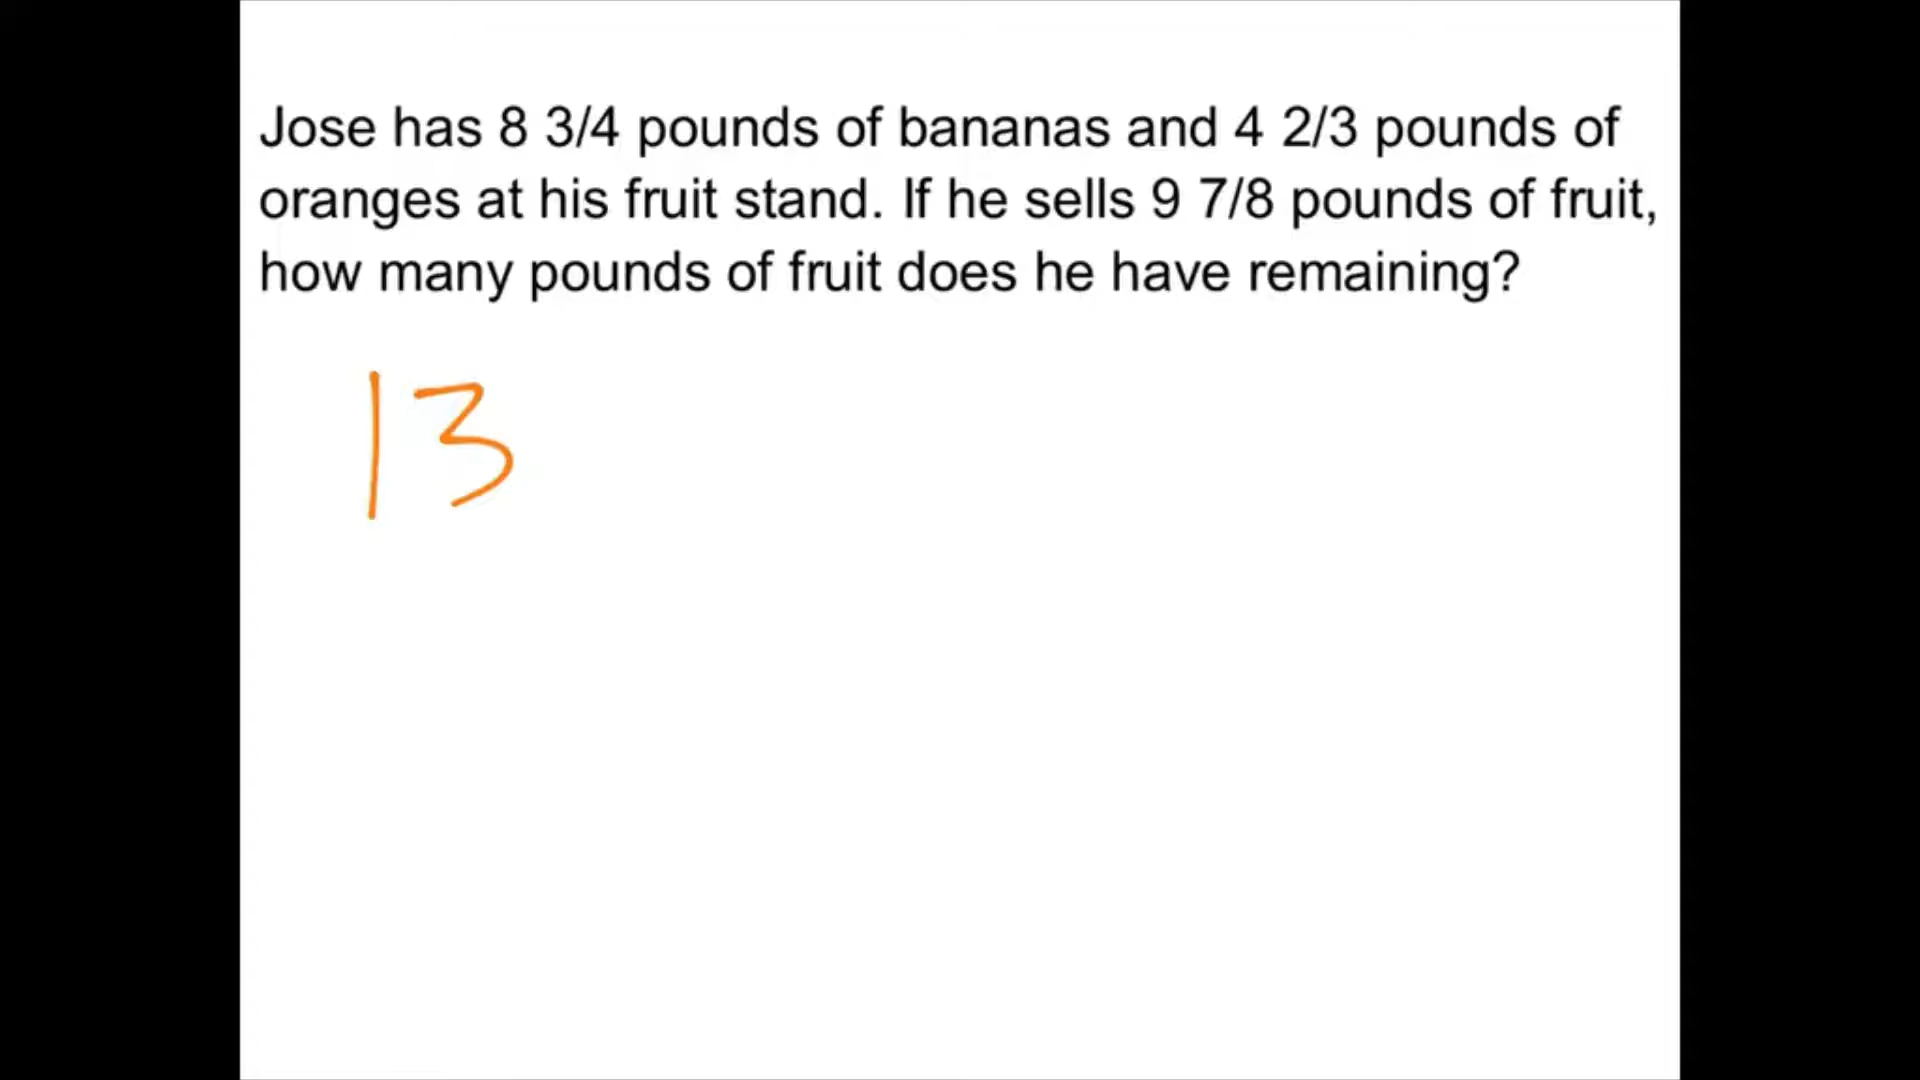 Jose has 8 3/4 pounds of bananas and 4 2/3 pounds of
oranges at his fruit stand. If he sells 9 7/8 pounds of fruit,
how many pounds of fruit does he have remaining?
13